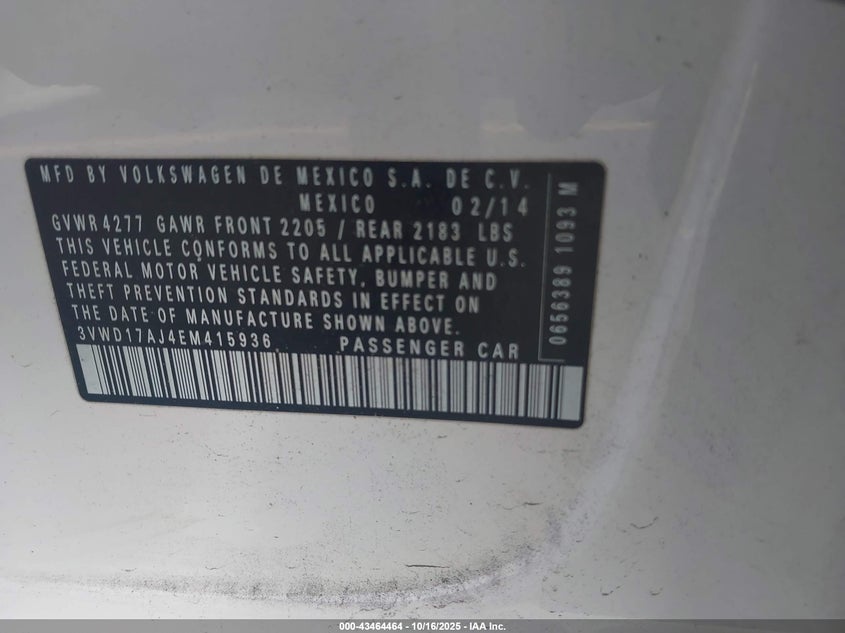 MFD BY VOLKSWAGEN DE MEXICO S.A. DE C.V.
MEXICO 02/14
GVWR 4277 GAWR FRONT 2205 / REAR 2183 LBS
THIS VEHICLE CONFORMS TO ALL APPLICABLE U.S.
FEDERAL MOTOR VEHICLE SAFETY, BUMPER AND
THEFT PREVENTION STANDARDS IN EFFECT ON
THE DATE OF MANUFACTURE SHOWN ABOVE.
3VWD17AJ4EM415936 PASSENGER CAR
0656389 1093 M
000-43464464 - 10/16/2025 - IAA Inc.